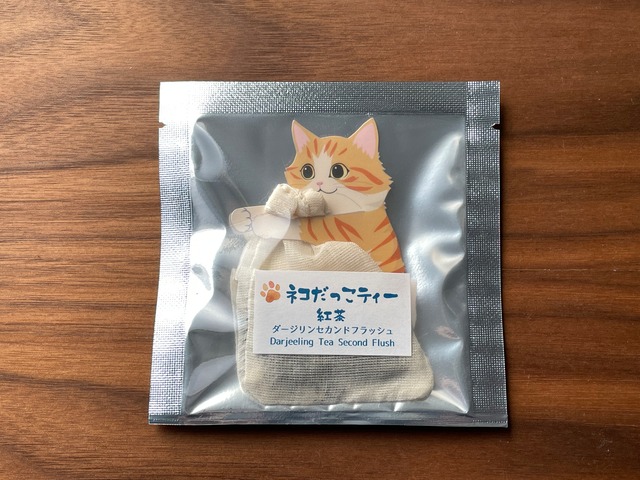 ネコだっこティー
紅茶
ダージリンセカンドフラッシュ
Darjeeling Tea Second Flush